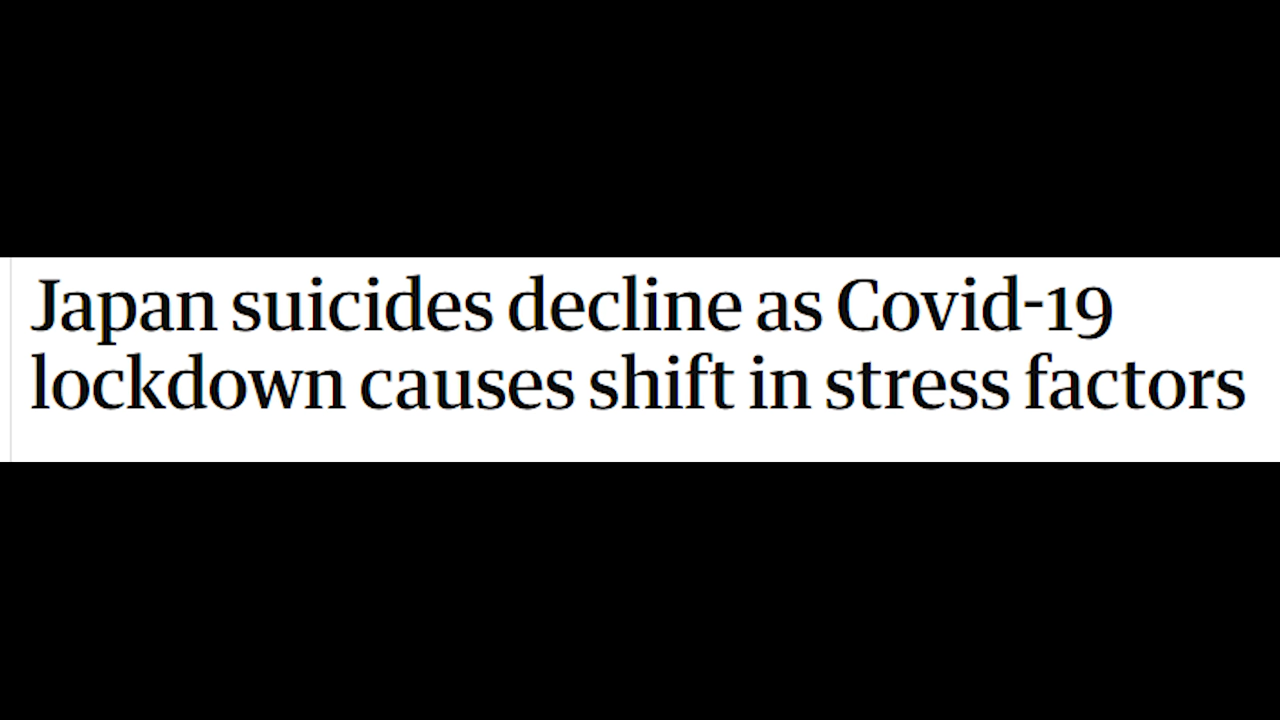 Japan suicides decline as Covid-19
lockdown causes shift in stress factors